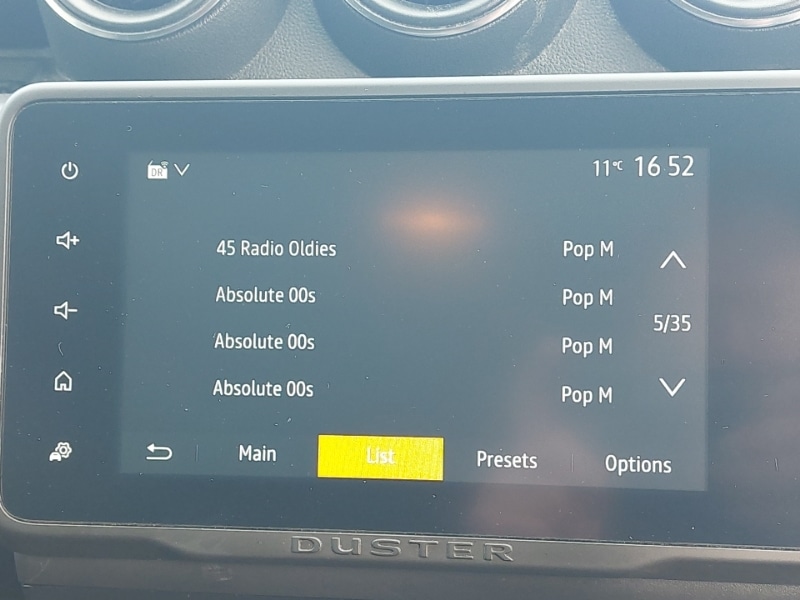 DR 11°C 16 52
45 Radio Oldies Pop M
Absolute 00s Pop M
5/35
Absolute 00s Pop M
Absolute 00s Pop M
Main List Presets Options
DUSTER